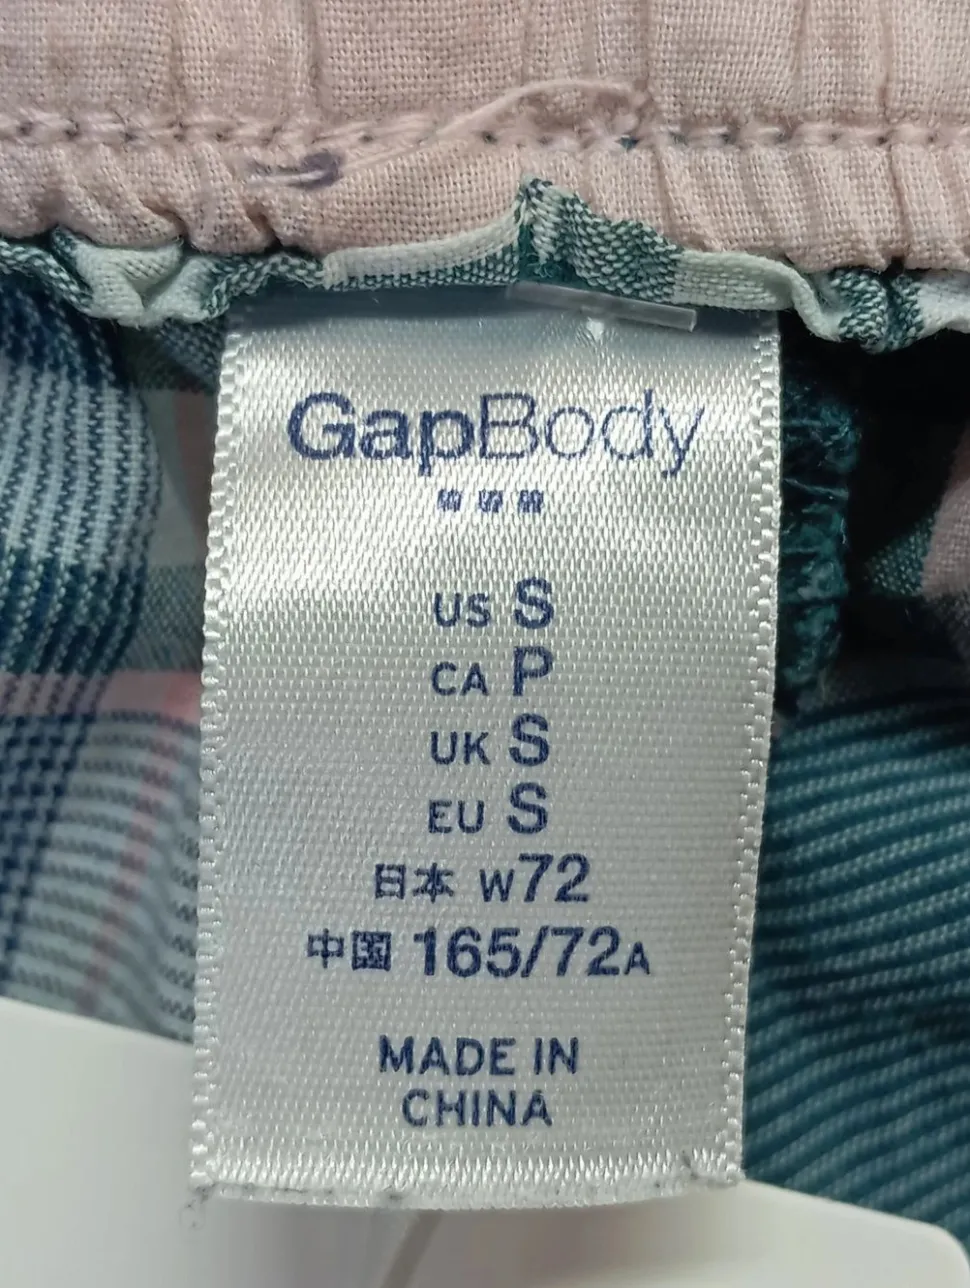 GapBody
US S
CA P
UK S
EU S
日本 W72
中国 165/72A
MADE IN
CHINA